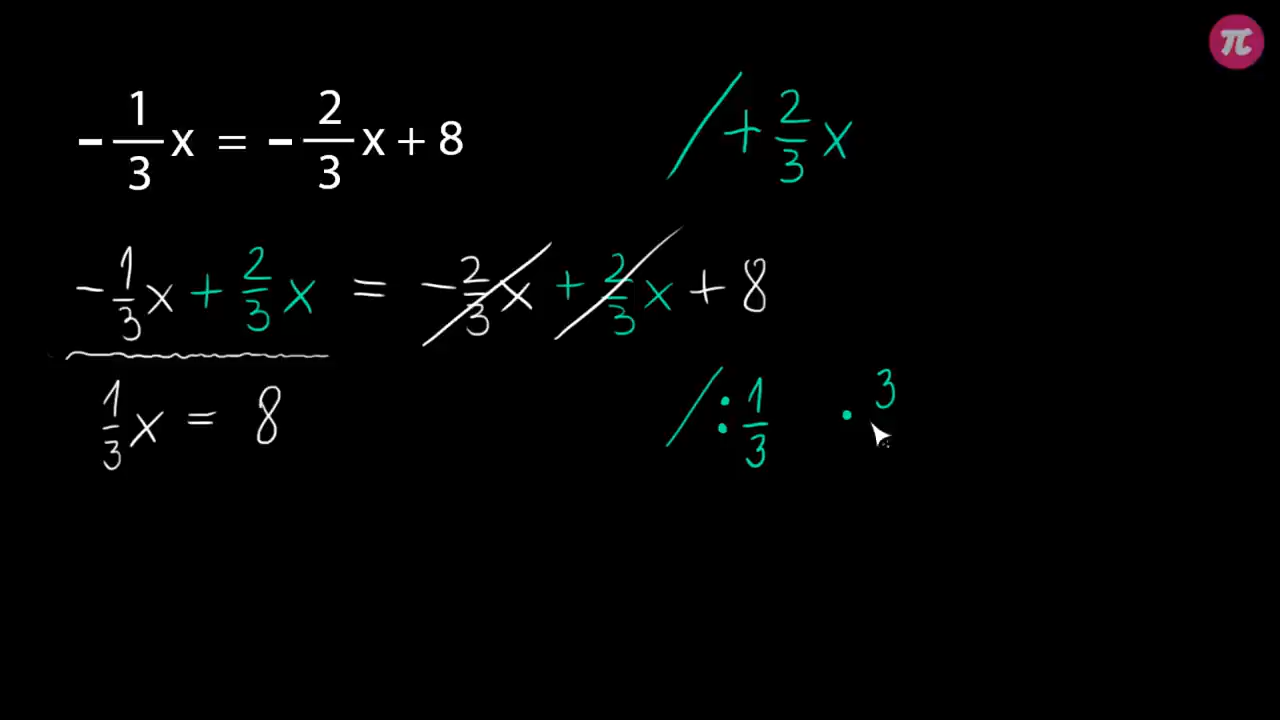 -1/3x = -2/3x + 8 / + 2/3 x
-1/3x + 2/3x = -2/3x + 2/3x + 8
1/3x = 8 / : 1/3 · 3
π